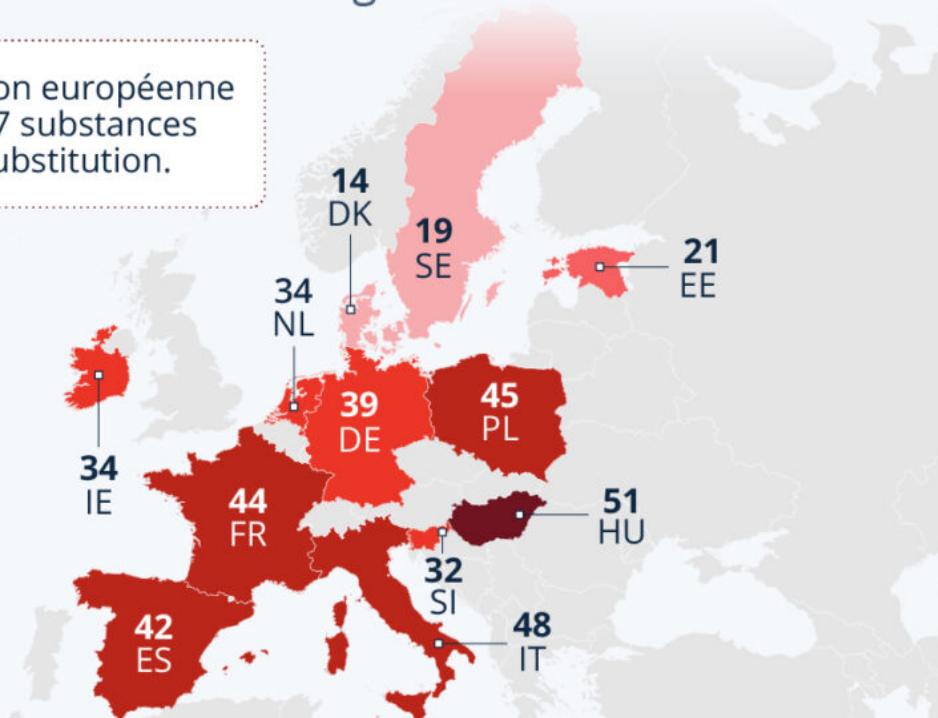 on européenne
7 substances
ubstitution.
14
DK
19
SE
21
EE
34
NL
39
DE
45
PL
34
IE
44
FR
51
HU
32
SI
42
ES
48
IT